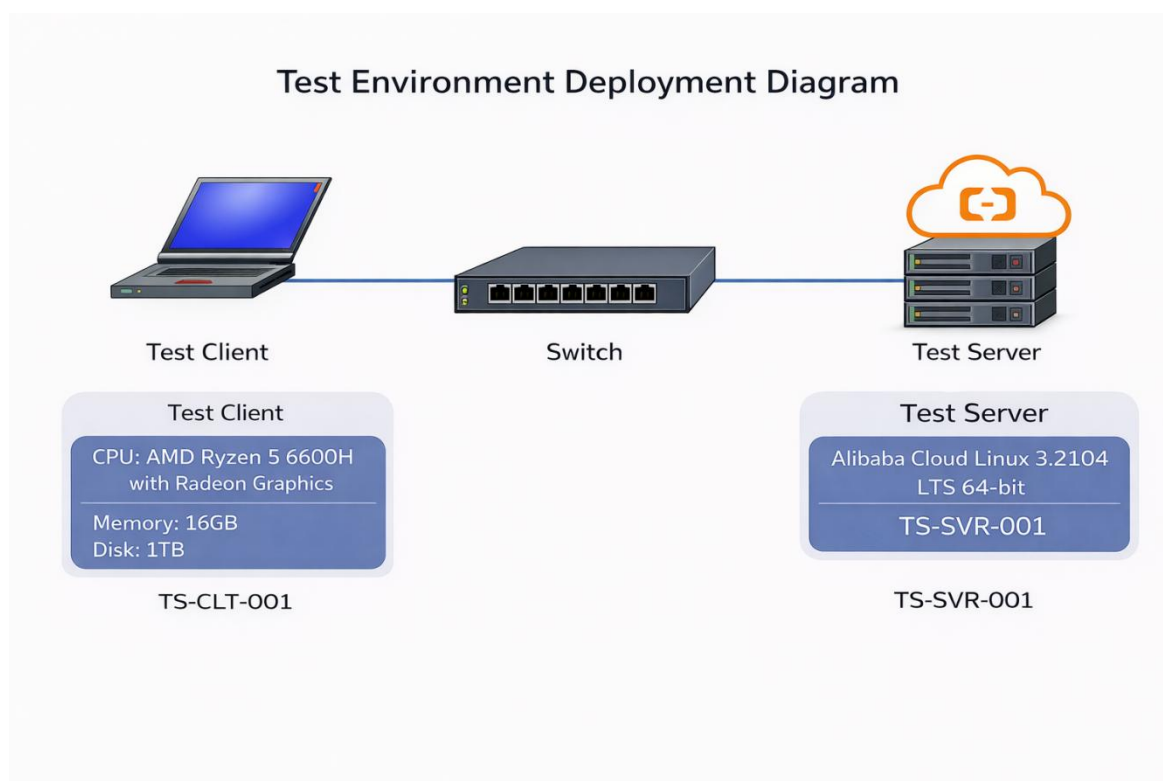 Test Environment Deployment Diagram
Test Client
Switch
Test Server
Test Client
CPU: AMD Ryzen 5 6600H
with Radeon Graphics
Memory: 16GB
Disk: 1TB
TS-CLT-001
Test Server
Alibaba Cloud Linux 3.2104
LTS 64-bit
TS-SVR-001
TS-SVR-001